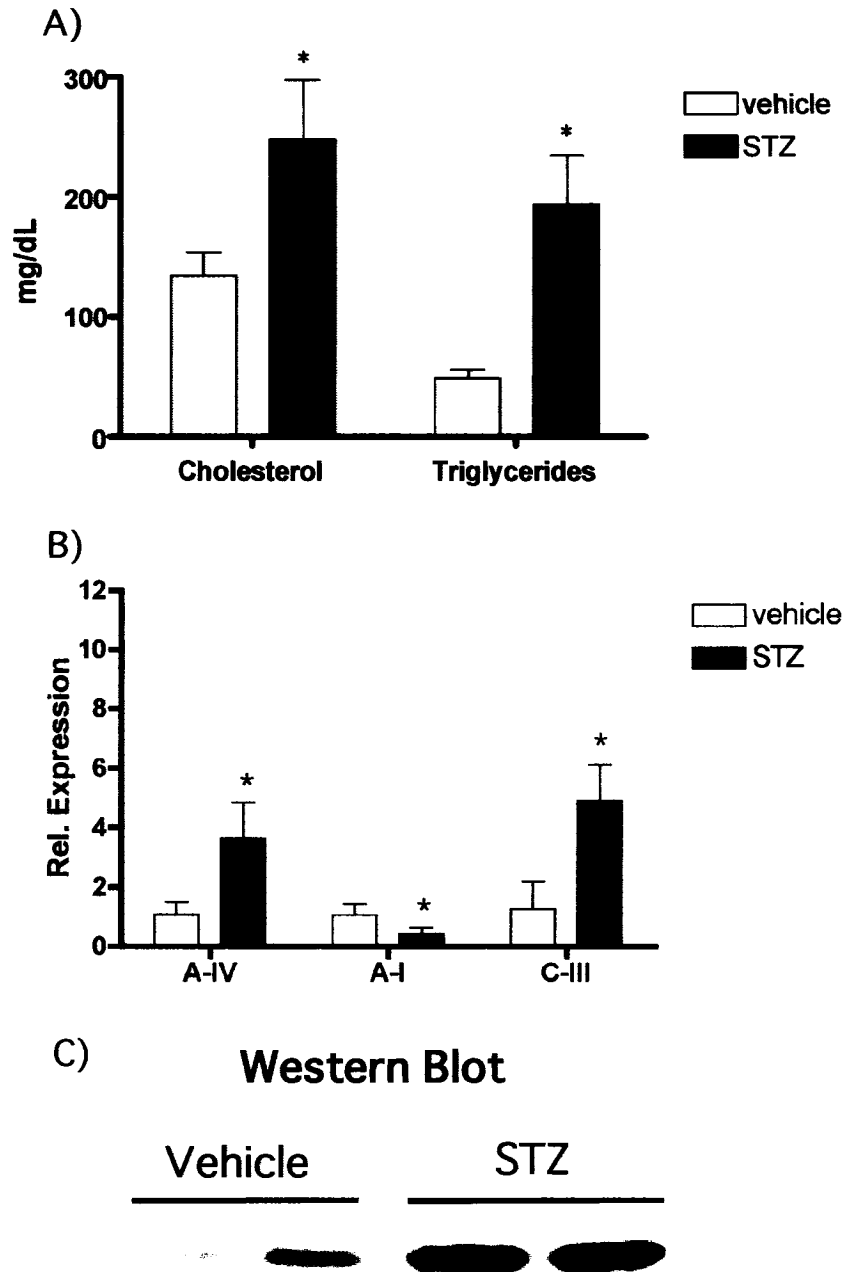 A)
* *
300
200
100
0
mg/dL
Cholesterol Triglycerides
vehicle
STZ
B)
12
10
8
6
4
2
0
Rel. Expression
* * *
A-IV A-I C-III
vehicle
STZ
C) Western Blot
Vehicle STZ